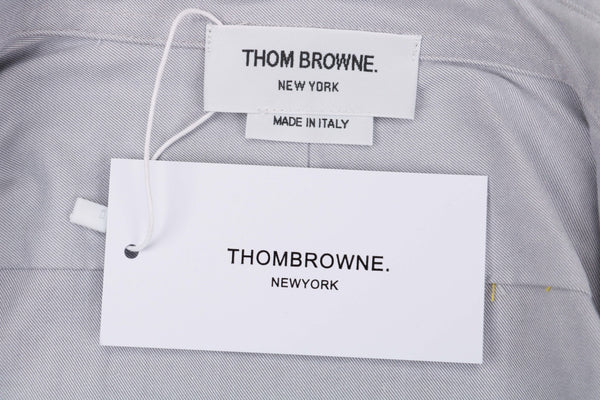 THOM BROWNE.
NEW YORK
MADE IN ITALY
THOMBROWNE.
NEWYORK